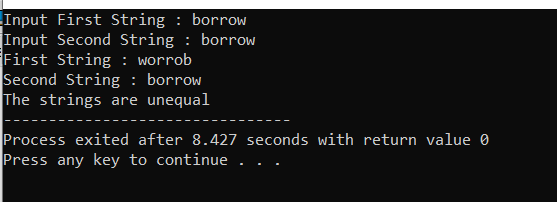 Input First String : borrow
Input Second String : borrow
First String : worrob
Second String : borrow
The strings are unequal
--------------------------------
Process exited after 8.427 seconds with return value 0
Press any key to continue . . .